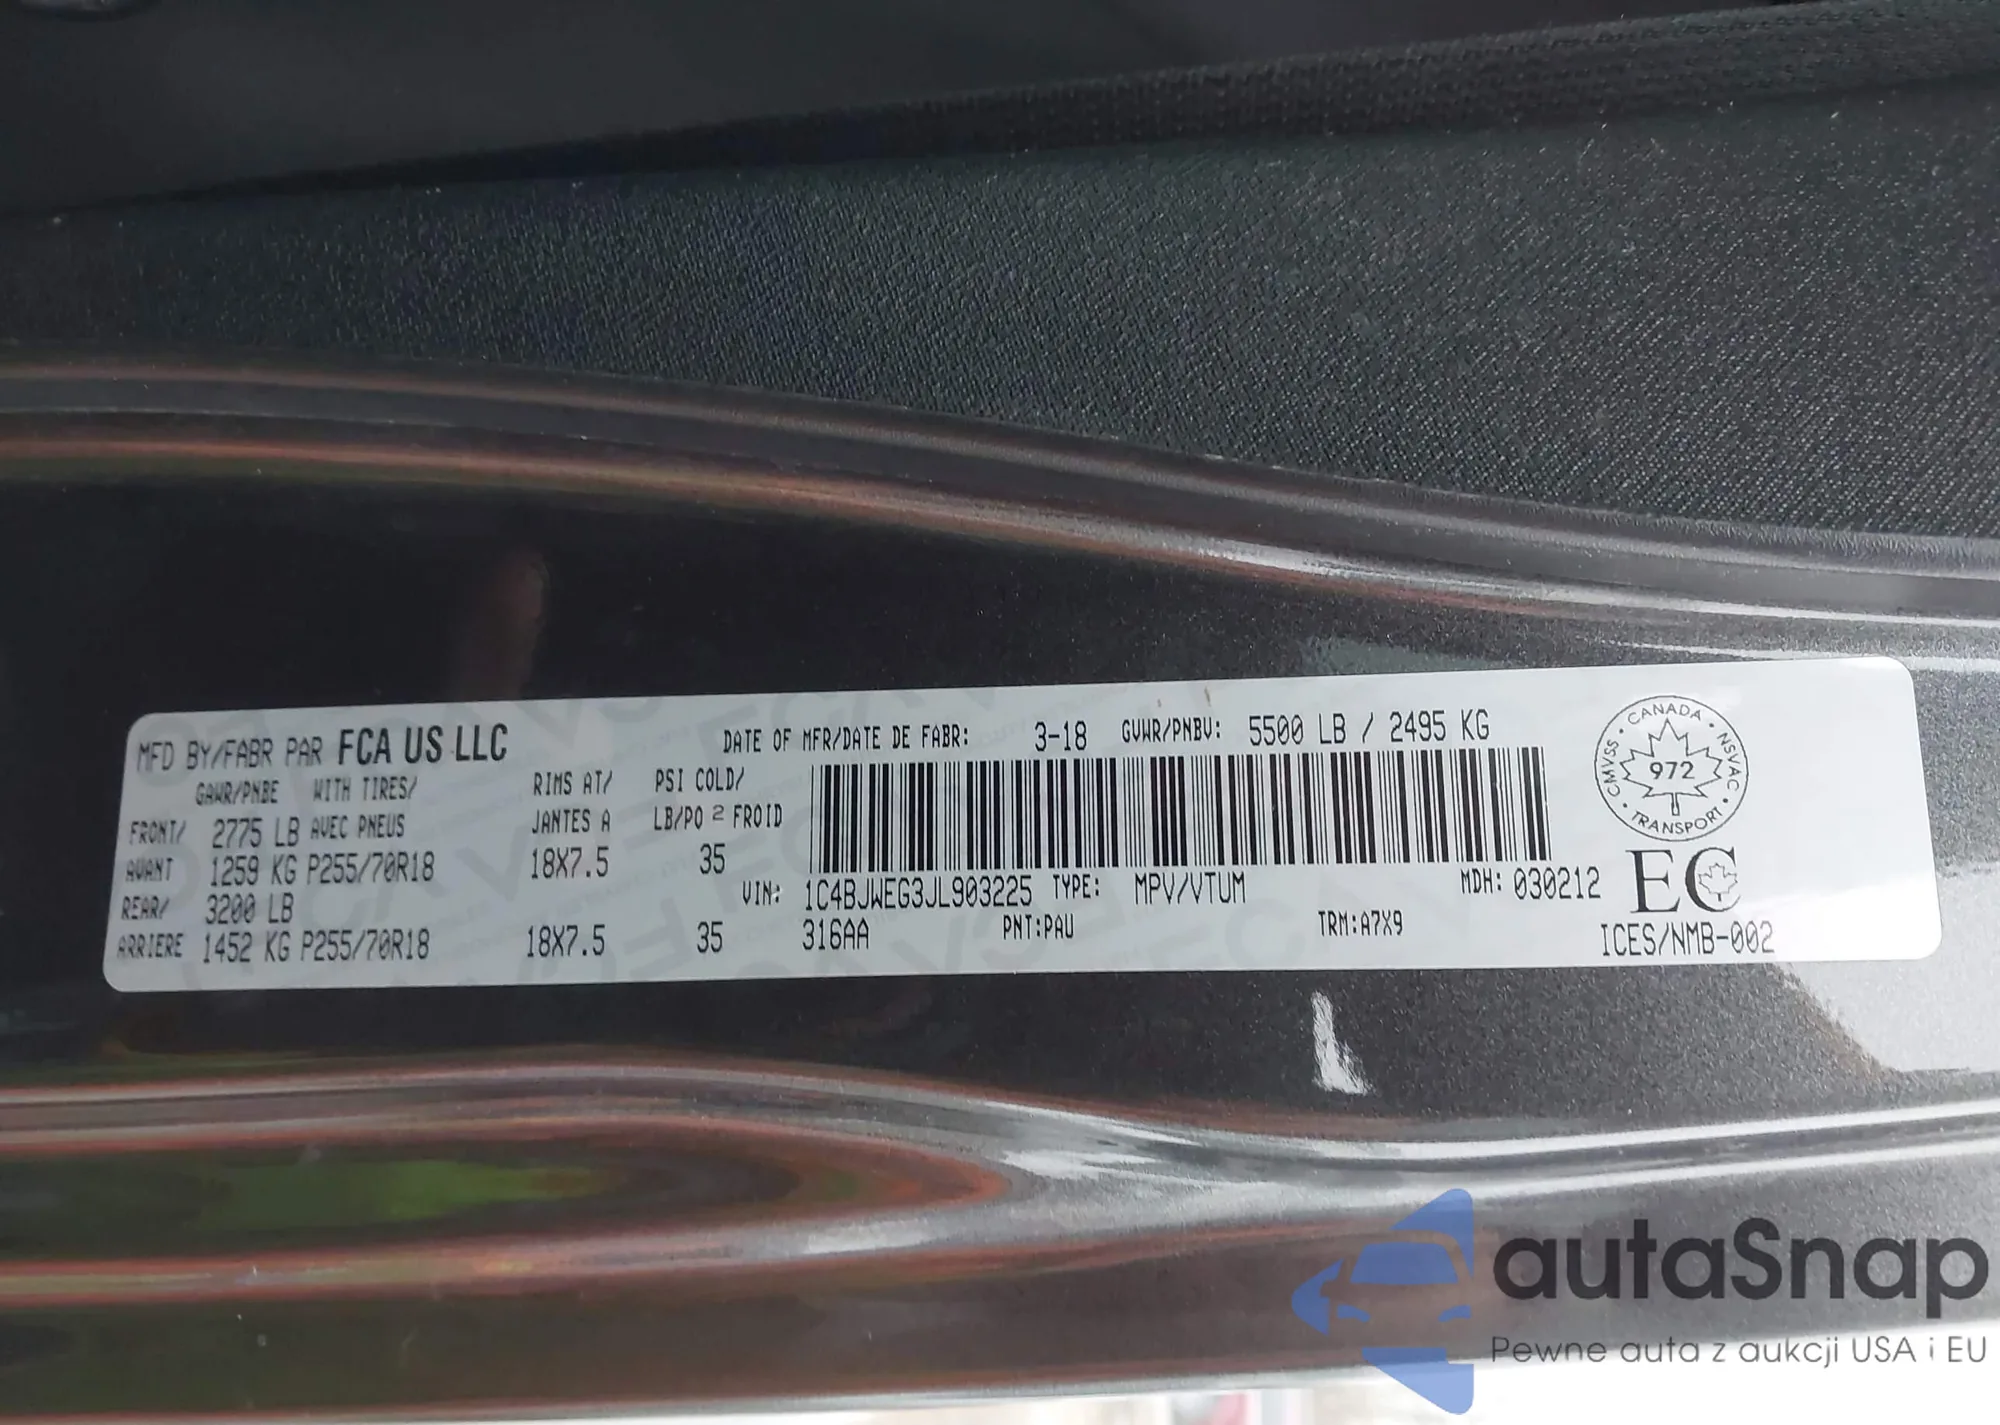 MFD BY/FABR PAR FCA US LLC DATE OF MFR/DATE DE FABR: 3-18 GVWR/PNBV: 5500 LB / 2495 KG
GAWR/PNBE WITH TIRES/ RIMS AT/ PSI COLD/
FRONT/ 2775 LB AVEC PNEUS JANTES A LB/PO 2 FROID
AVANT 1259 KG P255/70R18 18X7.5 35
REAR/ 3200 LB VIN: 1C4BJWEG3JL903225 TYPE: MPV/VTUM MDH: 030212
ARRIERE 1452 KG P255/70R18 18X7.5 35 316AA PNT:PAU TRM:A7X9 ICES/NMB-002
CANADA
CMVSS 972 NSVAC
TRANSPORT
EC
autaSnap
Pewne auta z aukcji USA i EU